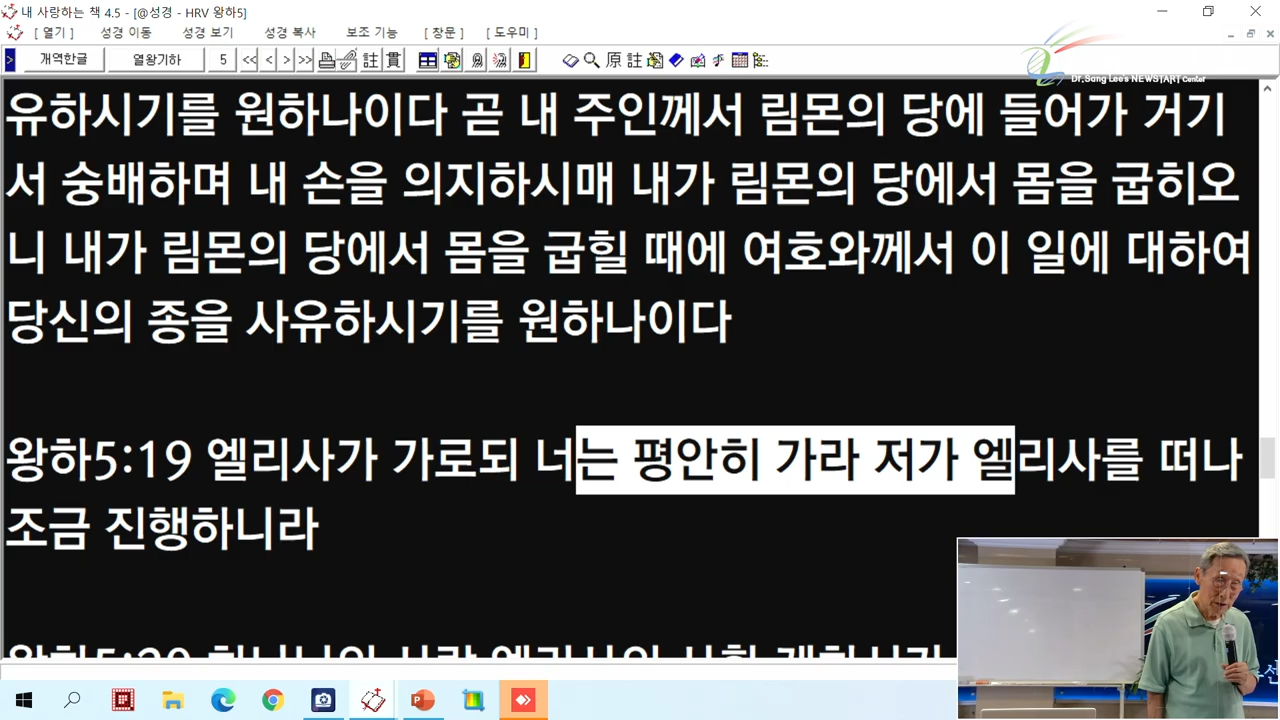 내 사랑하는 책 4.5 - [@성경 - HRV 왕하5]
[ 열기 ] 성경 이동 성경 보기 성경 복사 보조 기능 [ 창문 ] [ 도우미 ]
개역한글 열왕기하 5 << < > >> 註 貫 原 註
Dr.Sang Lee's NEWSTART Center
유하시기를 원하나이다 곧 내 주인께서 림몬의 당에 들어가 거기
서 숭배하며 내 손을 의지하시매 내가 림몬의 당에서 몸을 굽히오
니 내가 림몬의 당에서 몸을 굽힐 때에 여호와께서 이 일에 대하여
당신의 종을 사유하시기를 원하나이다
왕하5:19 엘리사가 가로되 너는 평안히 가라 저가 엘리사를 떠나
조금 진행하니라